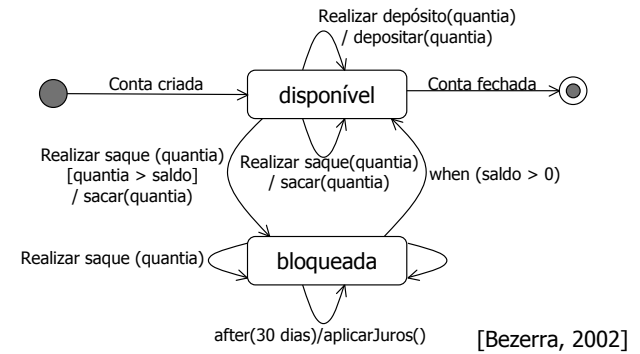 Realizar depósito(quantia)
/ depositar(quantia)
Conta criada
disponível
Conta fechada
Realizar saque (quantia)
[quantia > saldo]
/ sacar(quantia)
Realizar saque(quantia)
/ sacar(quantia)
when (saldo > 0)
Realizar saque (quantia)
bloqueada
after(30 dias)/aplicarJuros()
[Bezerra, 2002]